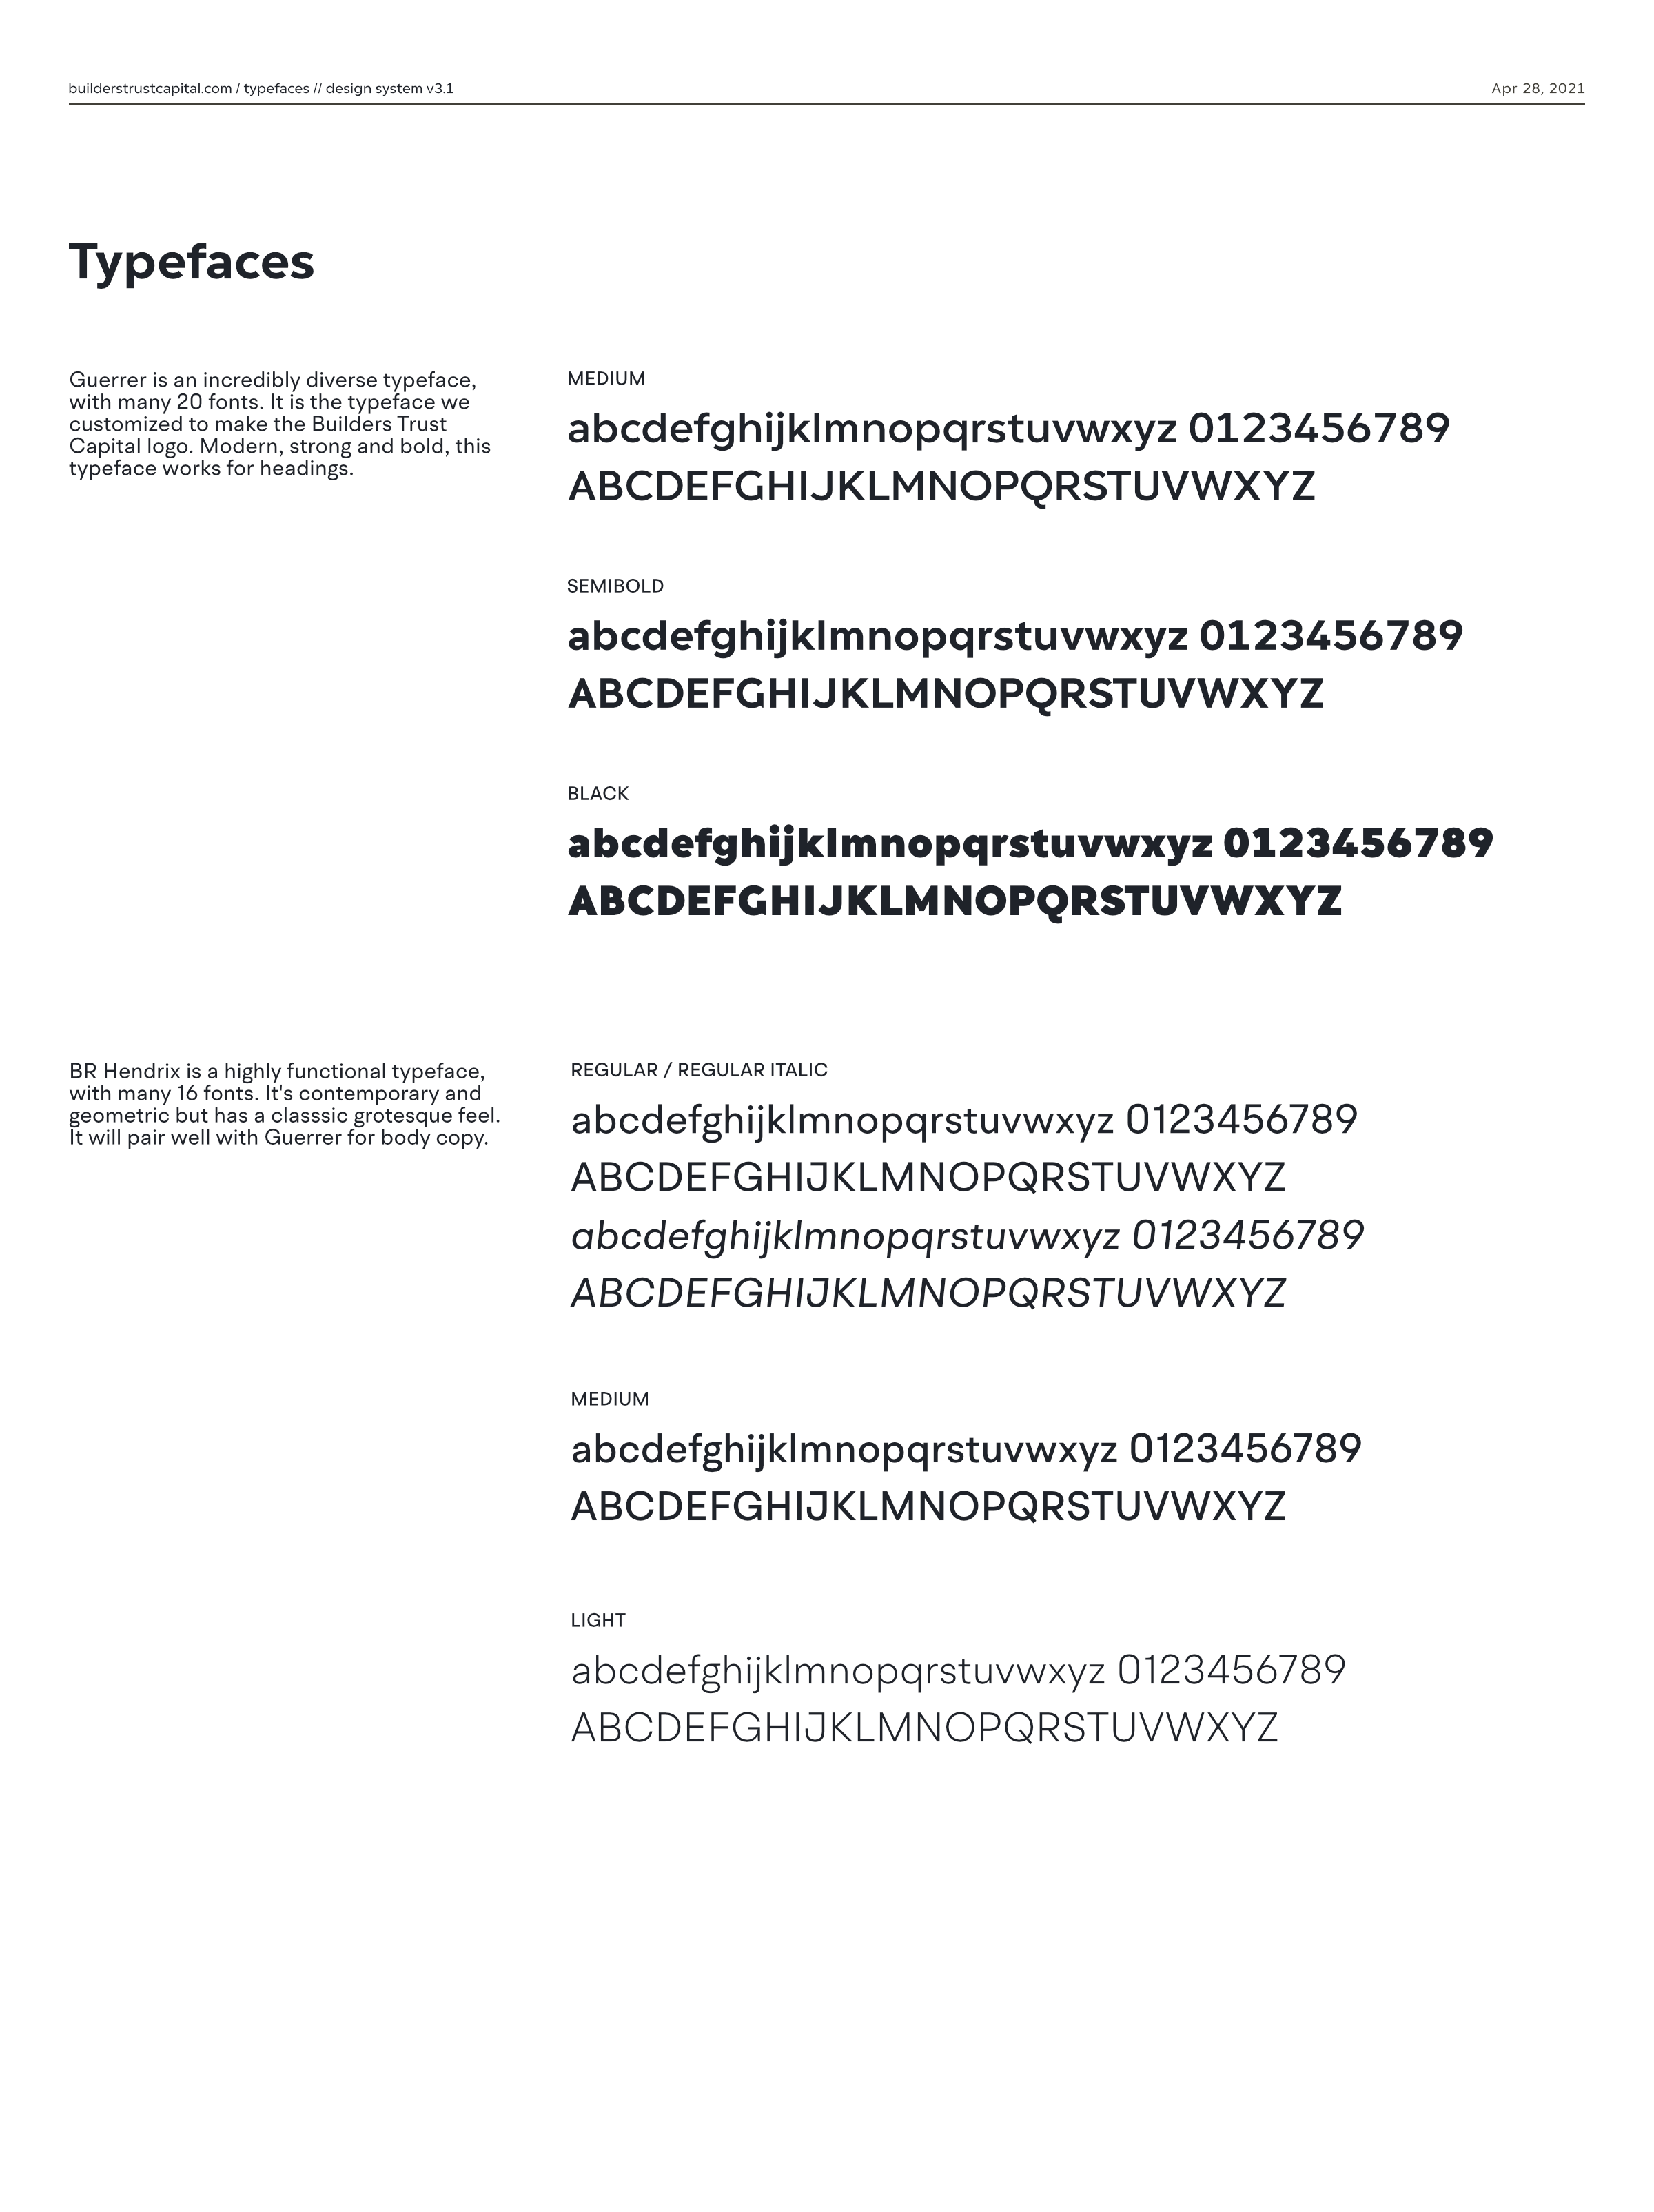 builderstrustcapital.com / typefaces // design system v3.1
Apr 28, 2021
Typefaces
Guerrer is an incredibly diverse typeface,
with many 20 fonts. It is the typeface we
customized to make the Builders Trust
Capital logo. Modern, strong and bold, this
typeface works for headings.
MEDIUM
abcdefghijklmnopqrstuvwxyz 0123456789
ABCDEFGHIJKLMNOPQRSTUVWXYZ
SEMIBOLD
abcdefghijklmnopqrstuvwxyz 0123456789
ABCDEFGHIJKLMNOPQRSTUVWXYZ
BLACK
abcdefghijklmnopqrstuvwxyz 0123456789
ABCDEFGHIJKLMNOPQRSTUVWXYZ
BR Hendrix is a highly functional typeface,
with many 16 fonts. It's contemporary and
geometric but has a classsic grotesque feel.
It will pair well with Guerrer for body copy.
REGULAR / REGULAR ITALIC
abcdefghijklmnopqrstuvwxyz 0123456789
ABCDEFGHIJKLMNOPQRSTUVWXYZ
abcdefghijklmnopqrstuvwxyz 0123456789
ABCDEFGHIJKLMNOPQRSTUVWXYZ
MEDIUM
abcdefghijklmnopqrstuvwxyz 0123456789
ABCDEFGHIJKLMNOPQRSTUVWXYZ
LIGHT
abcdefghijklmnopqrstuvwxyz 0123456789
ABCDEFGHIJKLMNOPQRSTUVWXYZ